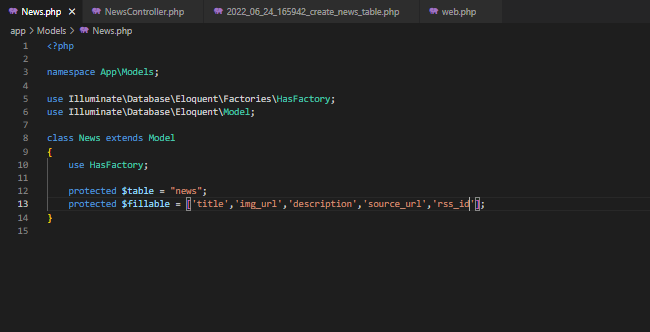 News.php
NewsController.php
2022_06_24_165942_create_news_table.php
web.php
app > Models > News.php
1 <?php
2
3 namespace App\Models;
4
5 use Illuminate\Database\Eloquent\Factories\HasFactory;
6 use Illuminate\Database\Eloquent\Model;
7
8 class News extends Model
9 {
10 use HasFactory;
11
12 protected $table = "news";
13 protected $fillable = ['title','img_url','description','source_url','rss_id'];
14 }
15